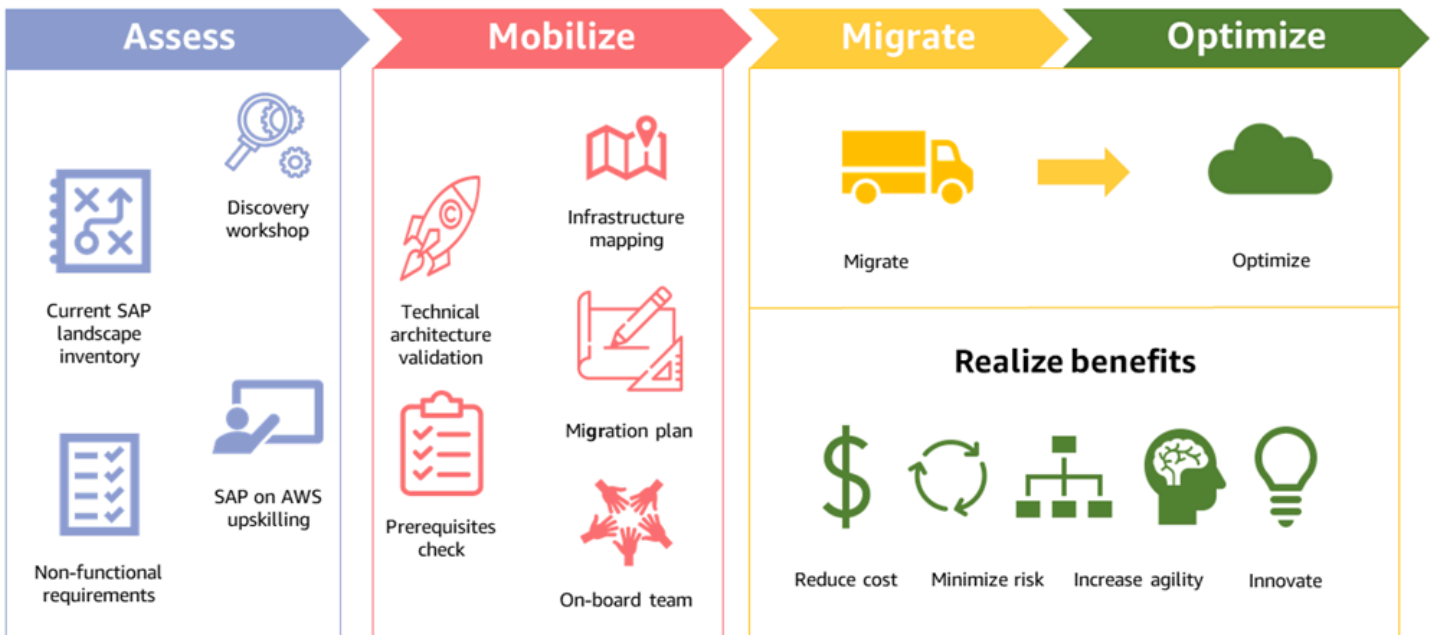 Assess
Mobilize
Migrate
Optimize
Discovery
workshop
Current SAP
landscape
inventory
SAP on AWS
upskilling
Non-functional
requirements
Infrastructure
mapping
C
Technical
architecture
validation
Migration plan
Prerequisites
check
On-board team
Migrate
Optimize
Realize benefits
$
Reduce cost
Minimize risk
Increase agility
Innovate